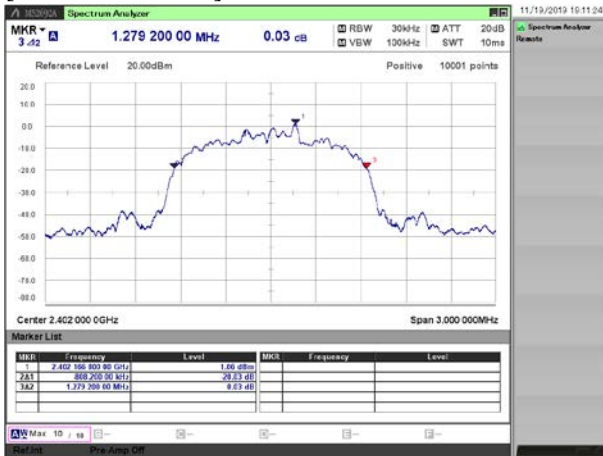 MS2692A Spectrum Analyzer
11/19/2019 19:11:24
MKR
3 Δ2 A 1.279 200 00 MHz 0.03 dB
M RBW 30kHz M ATT 20dB
M VBW 100kHz SWT 10ms
Spectrum Analyzer
Remote
Reference Level 20.00dBm Positive 10001 points
20.0
10.0
0.0
-10.0
-20.0
-30.0
-40.0
-50.0
-60.0
-70.0
-80.0
1
3
Center 2.402 000 0GHz Span 3.000 000MHz
Marker List
MKR Frequency Level MKR Frequency Level
1 2.402 166 800 00 GHz 1.06 dBm
2Δ1 808.200 00 kHz -20.03 dB
3Δ2 1.279 200 00 MHz 0.03 dB
A W Max 10 / 10
Ref.Int Pre-Amp Off